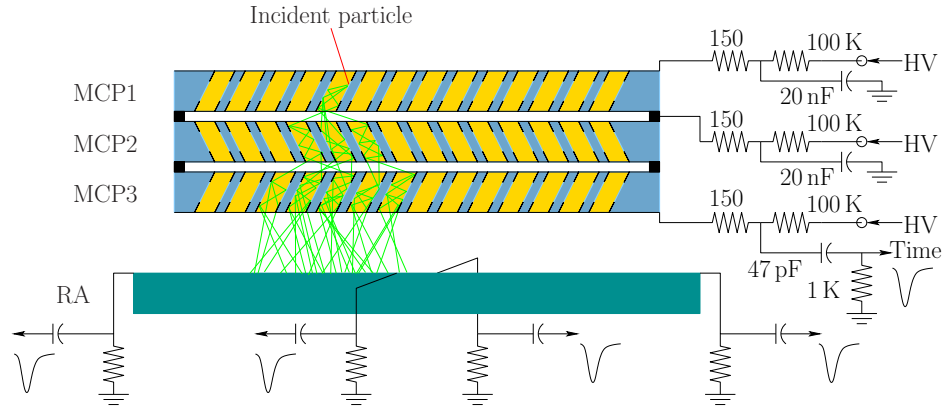 Incident particle
MCP1
MCP2
MCP3
150
100 K
HV
20 nF
150
100 K
HV
20 nF
150
100 K
HV
Time
47 pF
1 K
RA